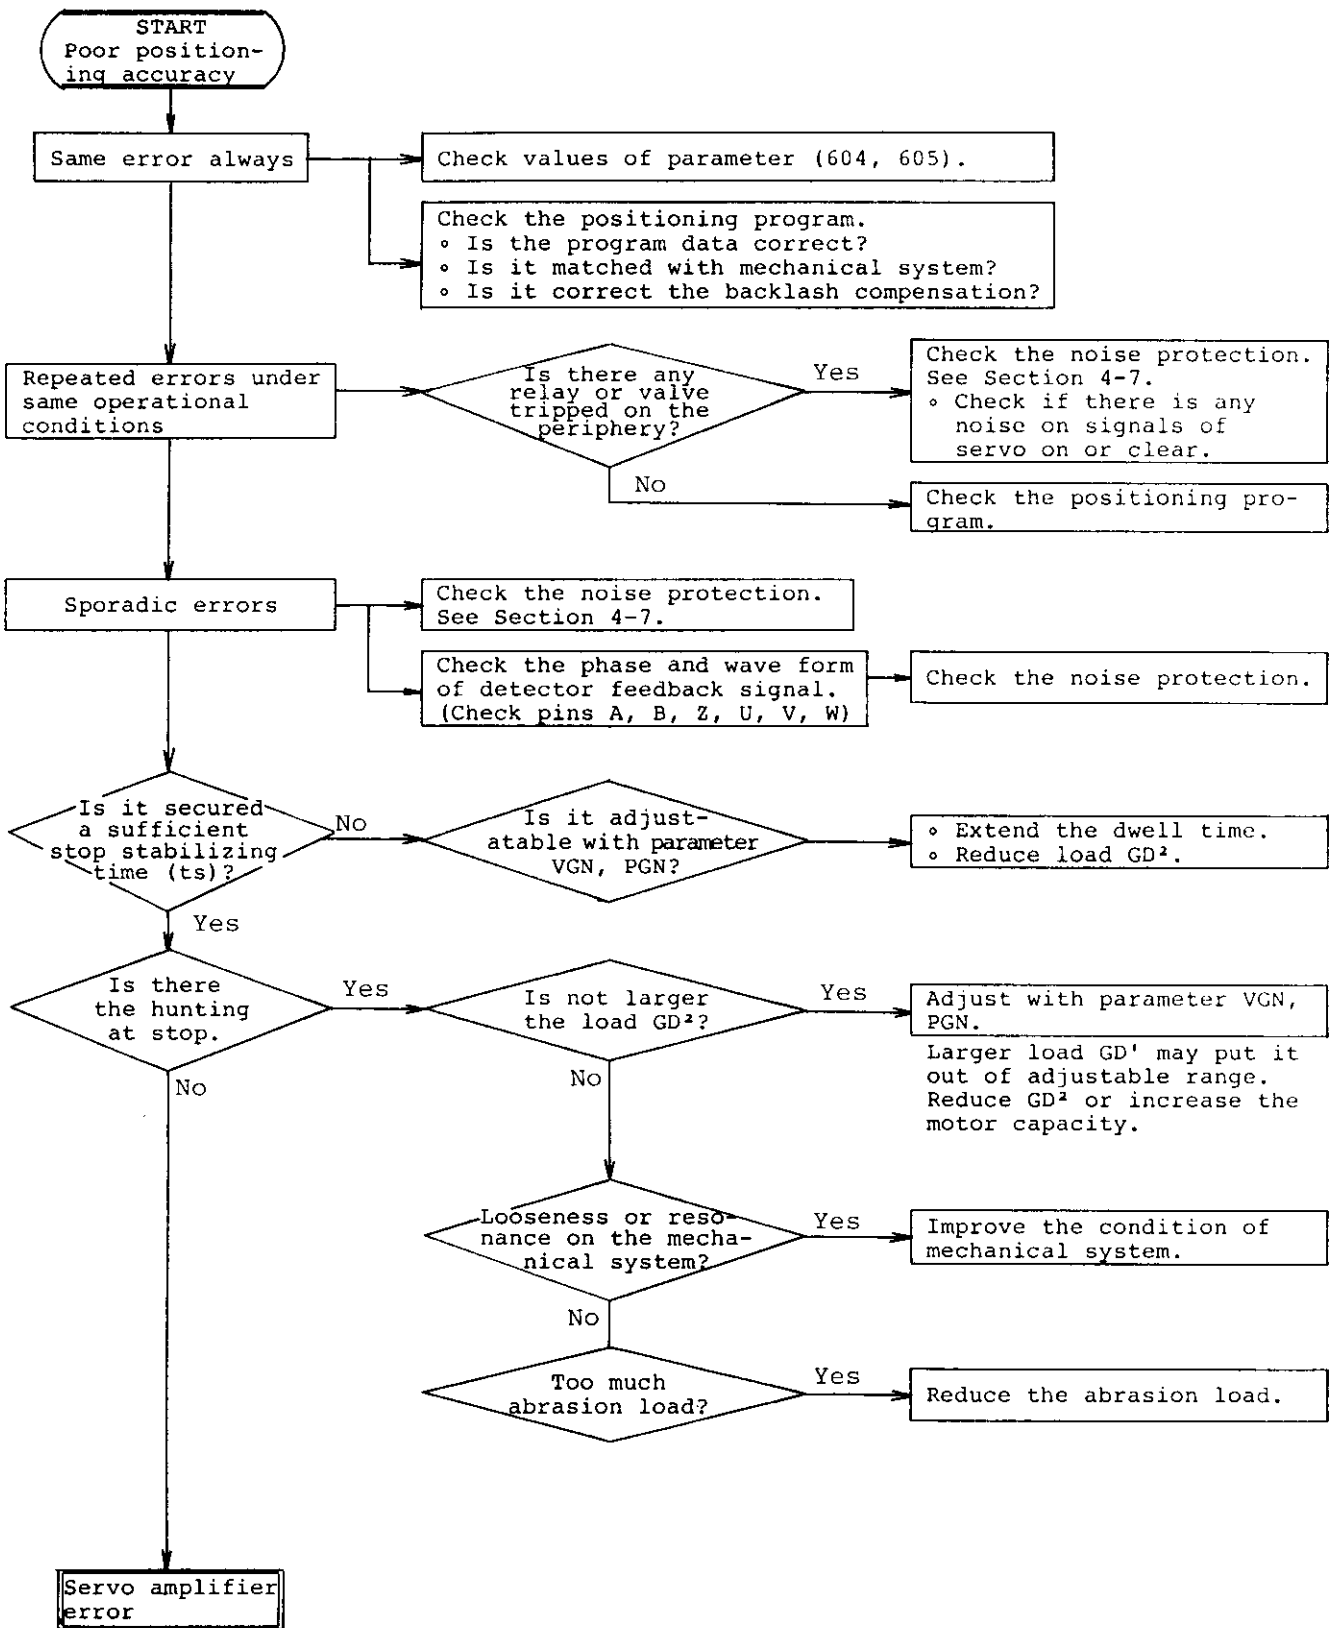 START
Poor position-
ing accuracy
Same error always
Check values of parameter (604, 605).
Check the positioning program.
∘ Is the program data correct?
∘ Is it matched with mechanical system?
∘ Is it correct the backlash compensation?
Repeated errors under
same operational
conditions
Is there any
relay or valve
tripped on the
periphery?
Yes
Check the noise protection.
See Section 4-7.
∘ Check if there is any
noise on signals of
servo on or clear.
No
Check the positioning pro-
gram.
Sporadic errors
Check the noise protection.
See Section 4-7.
Check the phase and wave form
of detector feedback signal.
(Check pins A, B, Z, U, V, W)
Check the noise protection.
Is it secured
a sufficient
stop stabilizing
time (ts)?
No
Is it adjust-
atable with parameter
VGN, PGN?
∘ Extend the dwell time.
∘ Reduce load GD².
Yes
Is there
the hunting
at stop.
Yes
Is not larger
the load GD²?
Yes
Adjust with parameter VGN,
PGN.
Larger load GD' may put it
out of adjustable range.
Reduce GD² or increase the
motor capacity.
No
No
Looseness or reso-
nance on the mecha-
nical system?
Yes
Improve the condition of
mechanical system.
No
Too much
abrasion load?
Yes
Reduce the abrasion load.
Servo amplifier
error